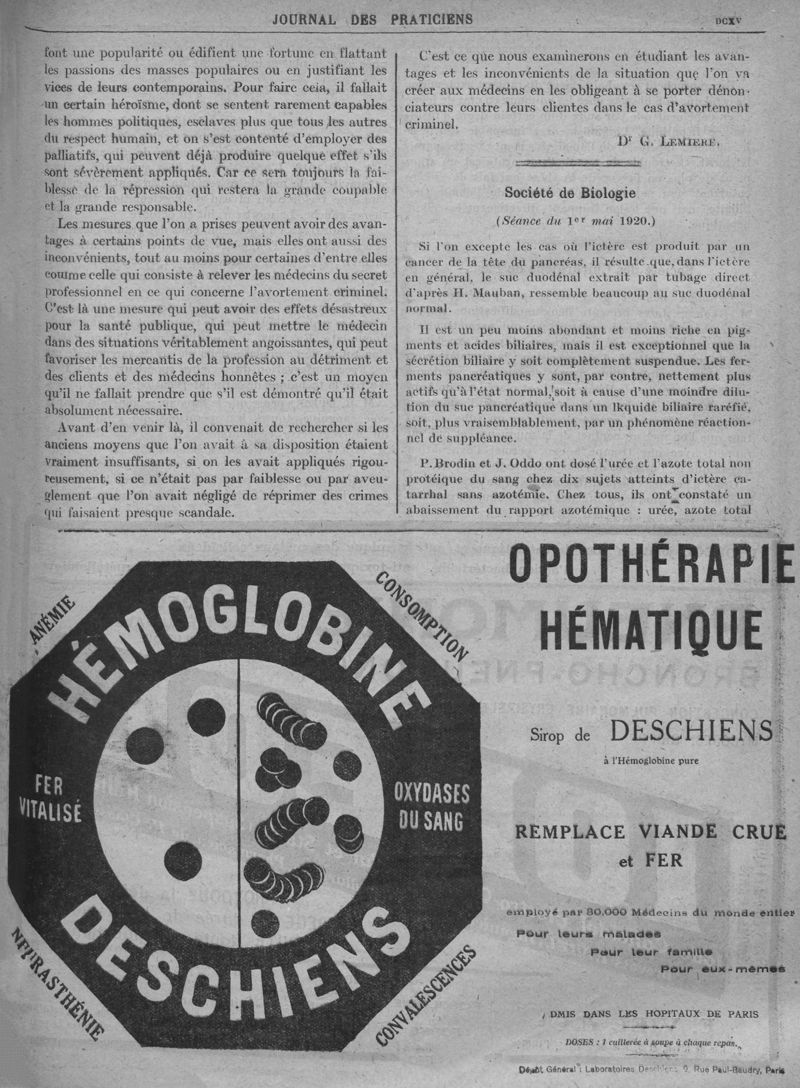 JOURNAL DES PRATICIENS
DCXV
font une popularité ou édifient une fortune en flattant
les passions des masses populaires ou en justifiant les
vices de leurs contemporains. Pour faire cela, il fallait
un certain héroïsme, dont se sentent rarement capables
les hommes politiques, esclaves plus que tous les autres
du respect humain, et on s'est contenté d'employer des
palliatifs, qui peuvent déjà produire quelque effet s'ils
sont sévèrement appliqués. Car ce sera toujours la fai-
blesse de la répression qui restera la grande coupable
et la grande responsable.
Les mesures que l'on a prises peuvent avoir des avan-
tages à certains points de vue, mais elles ont aussi des
inconvénients, tout au moins pour certaines d'entre elles
comme celle qui consiste à relever les médecins du secret
professionnel en ce qui concerne l'avortement criminel.
C'est là une mesure qui peut avoir des effets désastreux
pour la santé publique, qui peut mettre le médecin
dans des situations véritablement angoissantes, qui peut
favoriser les mercantis de la profession au détriment et
des clients et des médecins honnêtes ; c'est un moyen
qu'il ne fallait prendre que s'il est démontré qu'il était
absolument nécessaire.
Avant d'en venir là, il convenait de rechercher si les
anciens moyens que l'on avait à sa disposition étaient
vraiment insuffisants, si on les avait appliqués rigou-
reusement, si ce n'était pas par faiblesse ou par aveu-
glement que l'on avait négligé de réprimer des crimes
qui faisaient presque scandale.
C'est ce que nous examinerons en étudiant les avan-
tages et les inconvénients de la situation que l'on va
créer aux médecins en les obligeant à se porter dénon-
ciateurs contre leurs clientes dans le cas d'avortement
criminel.
Dr G. LEMIERE.
Société de Biologie
(Séance du 1er mai 1920.)
Si l'on excepte les cas où l'ictère est produit par un
cancer de la tête du pancréas, il résulte que, dans l'ictère
en général, le suc duodénal extrait par tubage direct
d'après H. Mauban, ressemble beaucoup au suc duodénal
normal.
Il est un peu moins abondant et moins riche en pig-
ments et acides biliaires, mais il est exceptionnel que la
sécrétion biliaire y soit complètement suspendue. Les fer-
ments pancréatiques y sont, par contre, nettement plus
actifs qu'à l'état normal, soit à cause d'une moindre dilu-
tion du suc pancréatique dans un lkquide biliaire raréfié,
soit, plus vraisemblablement, par un phénomène réaction-
nel de suppléance.
P. Brodin et J. Oddo ont dosé l'urée et l'azote total non
protéique du sang chez dix sujets atteints d'ictère ca-
tarrhal sans azotémie. Chez tous, ils ont constaté un
abaissement du rapport azotémique : urée, azote total
ANÉMIE
CONSOMPTION
HÉMOGLOBINE
FER
VITALISÉ
OXYDASES
DU SANG
DESCHIENS
NEURASTHÉNIE
CONVALESCENCES
OPOTHÉRAPIE
HÉMATIQUE
Sirop de DESCHIENS
à l'Hémoglobine pure
REMPLACE VIANDE CRUE
et FER
employé par 80.000 Médecins du monde entier
Pour leurs malades
Pour leur famille
Pour eux-mêmes
DMIS DANS LES HOPITAUX DE PARIS
DOSES : 1 cuillerée à soupe à chaque repas.
Dépôt Général : Laboratoires Deschiens, 9, Rue Paul-Baudry, Paris